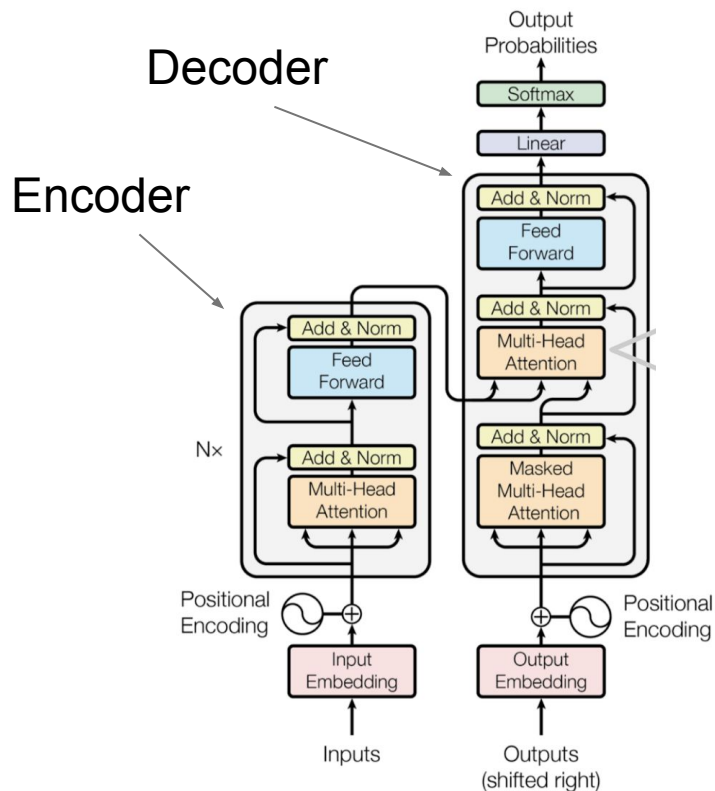 Decoder
Encoder
Output
Probabilities
Softmax
Linear
Add & Norm
Feed
Forward
Add & Norm
Multi-Head
Attention
Add & Norm
Masked
Multi-Head
Attention
Add & Norm
Feed
Forward
Nx
Add & Norm
Multi-Head
Attention
Positional
Encoding
Positional
Encoding
Input
Embedding
Output
Embedding
Inputs
Outputs
(shifted right)